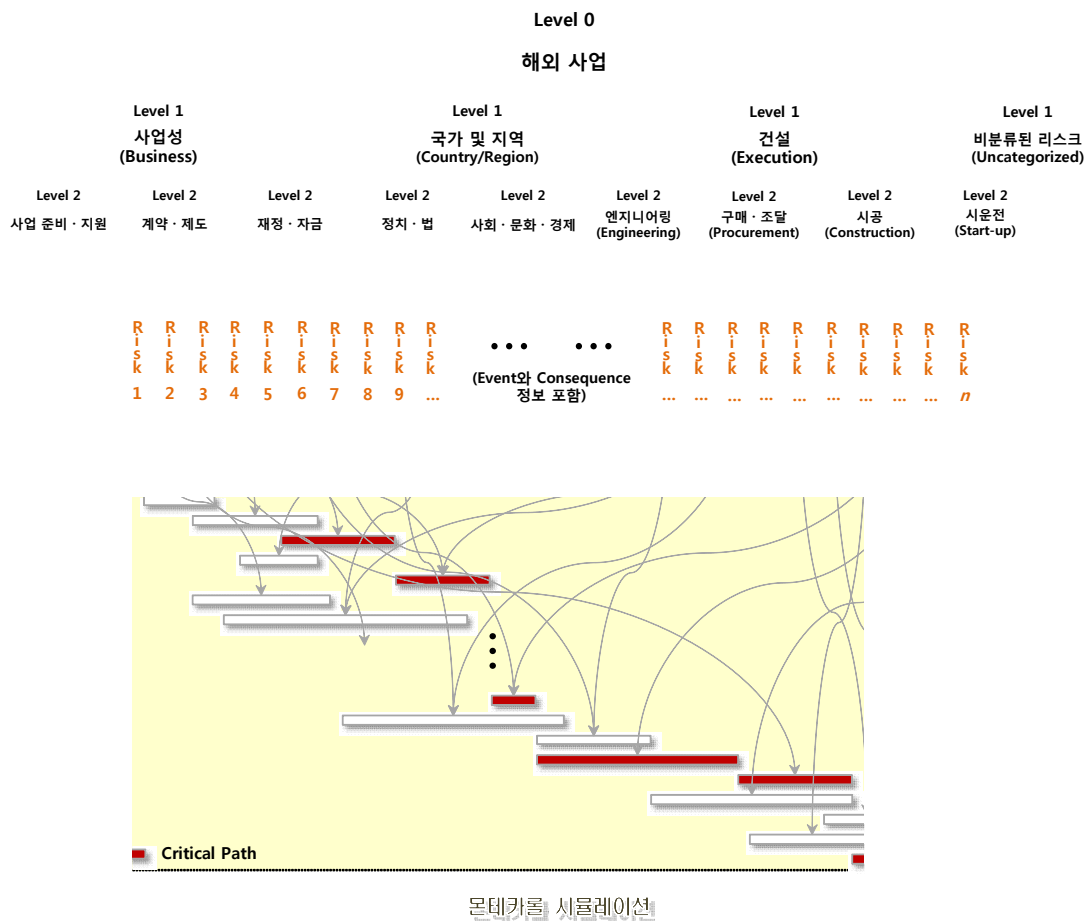 Level 0
해외 사업
Level 1 Level 1 Level 1 Level 1
사업성 국가 및 지역 건설 비분류된 리스크
(Business) (Country/Region) (Execution) (Uncategorized)
Level 2 Level 2 Level 2 Level 2 Level 2 Level 2 Level 2 Level 2 Level 2
사업 준비 · 지원 계약 · 제도 재정 · 자금 정치 · 법 사회 · 문화 · 경제 엔지니어링 구매 · 조달 시공 시운전
(Engineering) (Procurement) (Construction) (Start-up)
Risk Risk Risk Risk Risk Risk Risk Risk Risk Risk ... ... Risk Risk Risk Risk Risk Risk Risk Risk Risk Risk
(Event와 Consequence
1 2 3 4 5 6 7 8 9 ... 정보 포함) ... ... ... ... ... ... ... ... ... n
Critical Path
몬테카롤 시뮬레이션